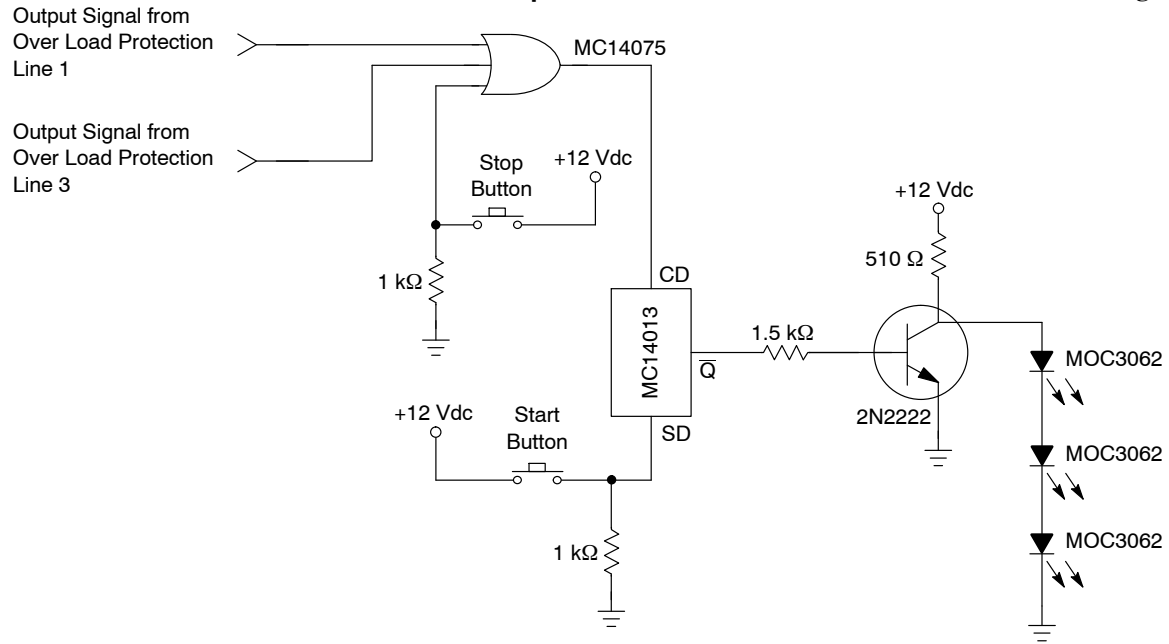 Output Signal from
Over Load Protection
Line 1
MC14075
Output Signal from
Over Load Protection
Line 3
Stop
Button
+12 Vdc
+12 Vdc
510 Ω
1 kΩ
CD
MC14013
1.5 kΩ
Q̅
MOC3062
2N2222
+12 Vdc
Start
Button
SD
MOC3062
1 kΩ
MOC3062